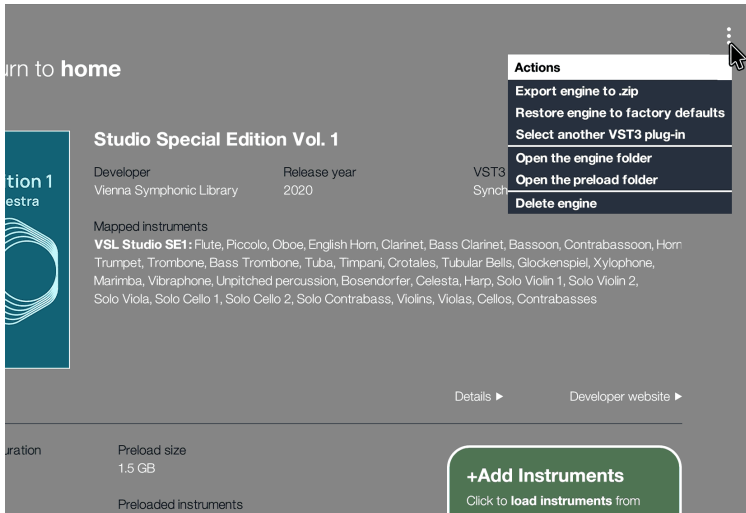 to home
Actions
Export engine to .zip
Restore engine to factory defaults
Select another VST3 plug-in
Open the engine folder
Open the preload folder
Delete engine
1
Studio Special Edition Vol. 1
Developer
Release year
VST3
Vienna Symphonic Library
2020
Mapped instruments
VSL Studio SE1: Flute, Piccolo, Oboe, English Horn, Clarinet, Bass Clarinet, Bassoon, Contrabassoon, Horn
Trumpet, Trombone, Bass Trombone, Tuba, Timpani, Crotales, Tubular Bells, Glockenspiel, Xylophone,
Marimba, Vibraphone, Unpitched percussion, Bosendorfer, Celesta, Harp, Solo Violin 1, Solo Violin 2,
Solo Viola, Solo Cello 1, Solo Cello 2, Solo Contrabass, Violins, Violas, Cellos, Contrabasses
Details
Developer website
Preload size
1.5 GB
Preloaded instruments
+Add Instruments
Click to load instruments from